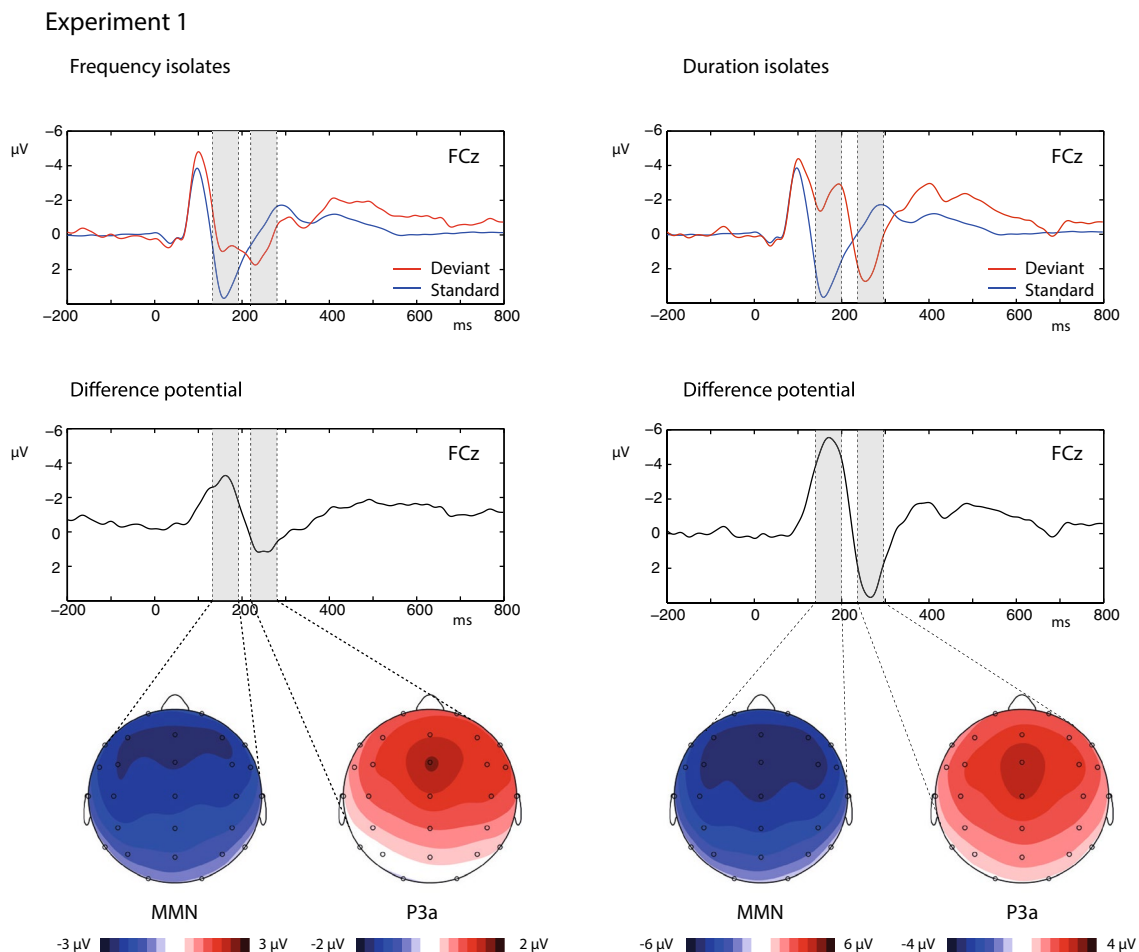 Experiment 1
Frequency isolates
Duration isolates
−6
μV
−4
−2
0
2
FCz
Deviant
Standard
−200
0
200
400
600
800
ms
−6
μV
−4
−2
0
2
FCz
Deviant
Standard
−200
0
200
400
600
800
ms
Difference potential
Difference potential
−6
μV
−4
−2
0
2
FCz
−200
0
200
400
600
800
ms
−6
μV
−4
−2
0
2
FCz
−200
0
200
400
600
800
ms
MMN
P3a
MMN
P3a
-3 μV
3 μV
-2 μV
2 μV
-6 μV
6 μV
-4 μV
4 μV